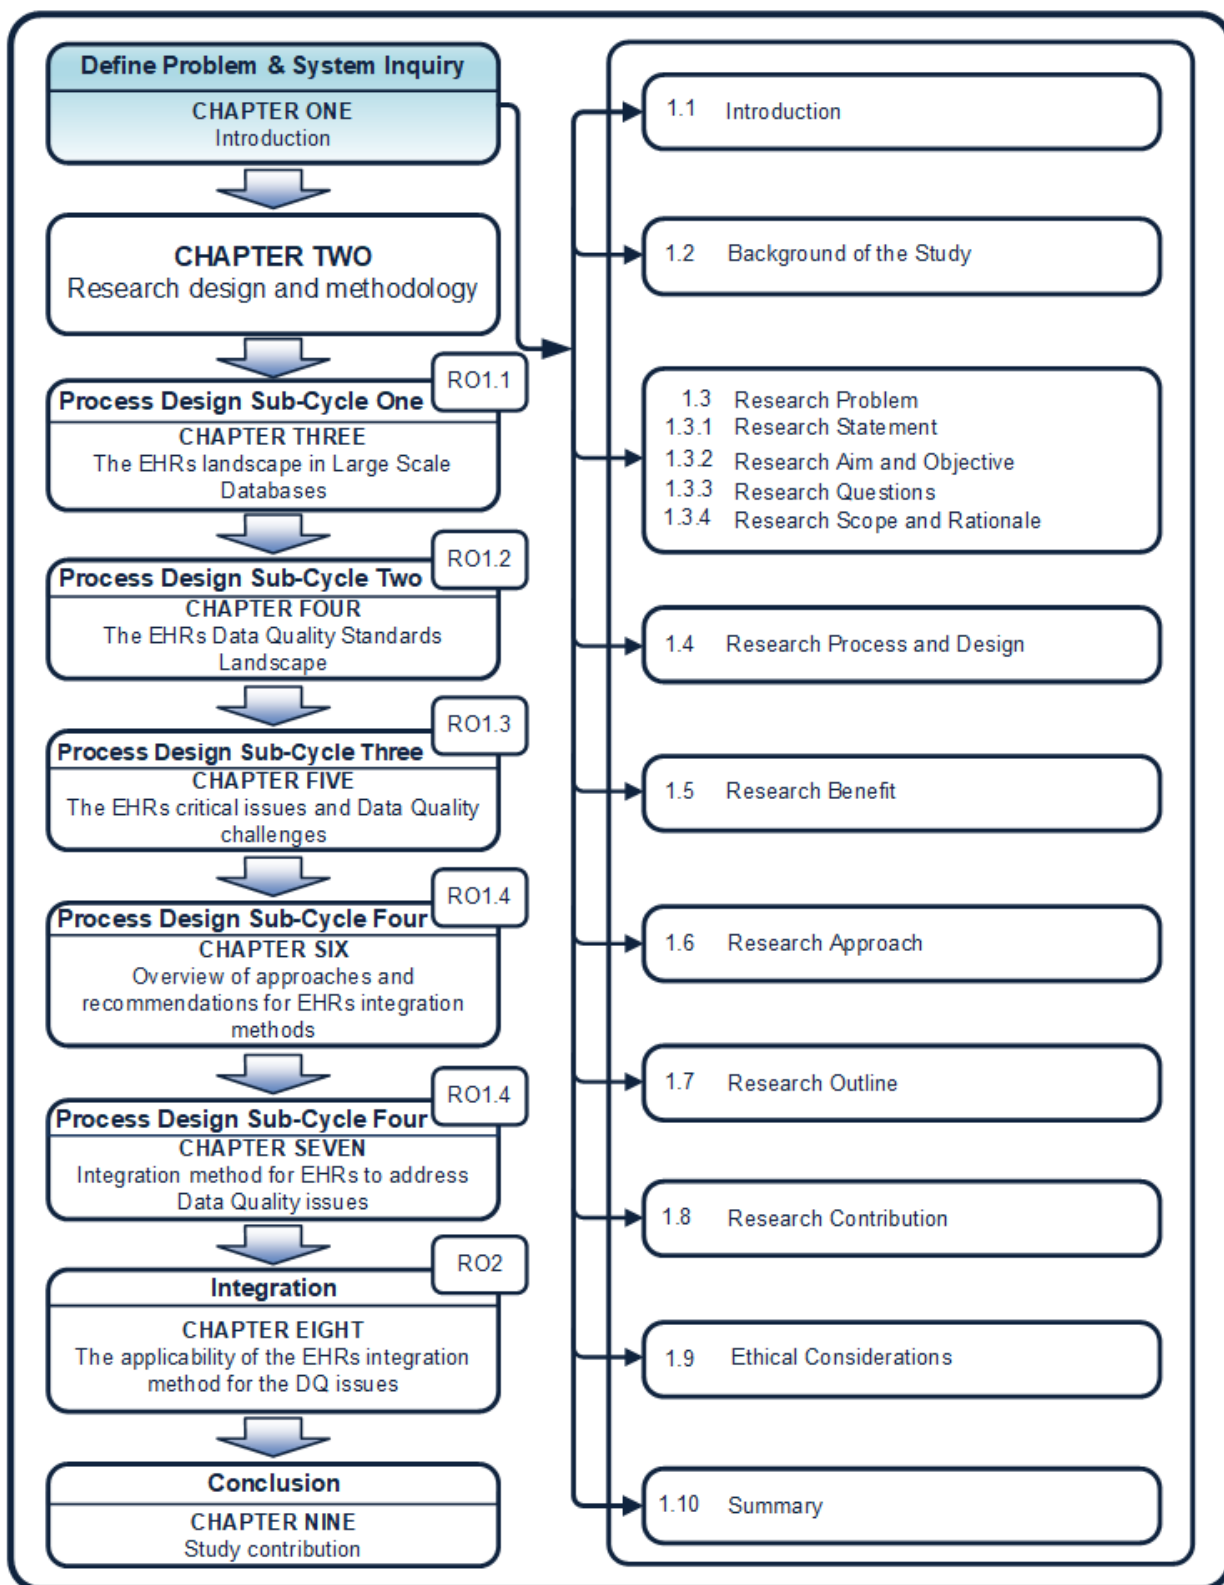 Define Problem & System Inquiry
CHAPTER ONE
Introduction
CHAPTER TWO
Research design and methodology
RO1.1
Process Design Sub-Cycle One
CHAPTER THREE
The EHRs landscape in Large Scale
Databases
RO1.2
Process Design Sub-Cycle Two
CHAPTER FOUR
The EHRs Data Quality Standards
Landscape
RO1.3
Process Design Sub-Cycle Three
CHAPTER FIVE
The EHRs critical issues and Data Quality
challenges
RO1.4
Process Design Sub-Cycle Four
CHAPTER SIX
Overview of approaches and
recommendations for EHRs integration
methods
RO1.4
Process Design Sub-Cycle Four
CHAPTER SEVEN
Integration method for EHRs to address
Data Quality issues
RO2
Integration
CHAPTER EIGHT
The applicability of the EHRs integration
method for the DQ issues
Conclusion
CHAPTER NINE
Study contribution
1.1 Introduction
1.2 Background of the Study
1.3 Research Problem
1.3.1 Research Statement
1.3.2 Research Aim and Objective
1.3.3 Research Questions
1.3.4 Research Scope and Rationale
1.4 Research Process and Design
1.5 Research Benefit
1.6 Research Approach
1.7 Research Outline
1.8 Research Contribution
1.9 Ethical Considerations
1.10 Summary